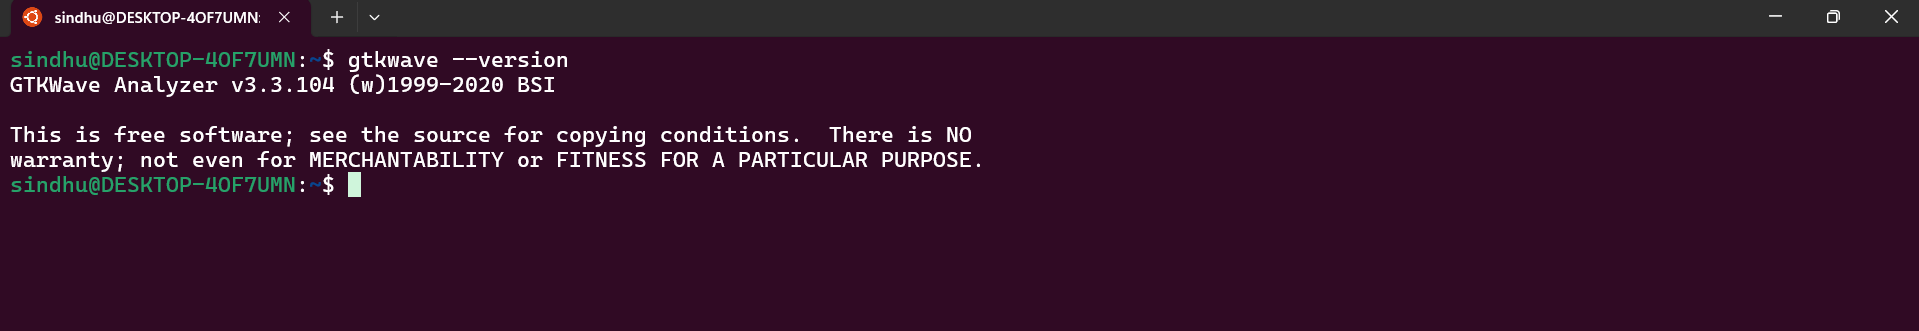 sindhu@DESKTOP-4OF7UMN:
sindhu@DESKTOP-4OF7UMN:~$ gtkwave --version
GTKWave Analyzer v3.3.104 (w)1999-2020 BSI
This is free software; see the source for copying conditions.  There is NO
warranty; not even for MERCHANTABILITY or FITNESS FOR A PARTICULAR PURPOSE.
sindhu@DESKTOP-4OF7UMN:~$